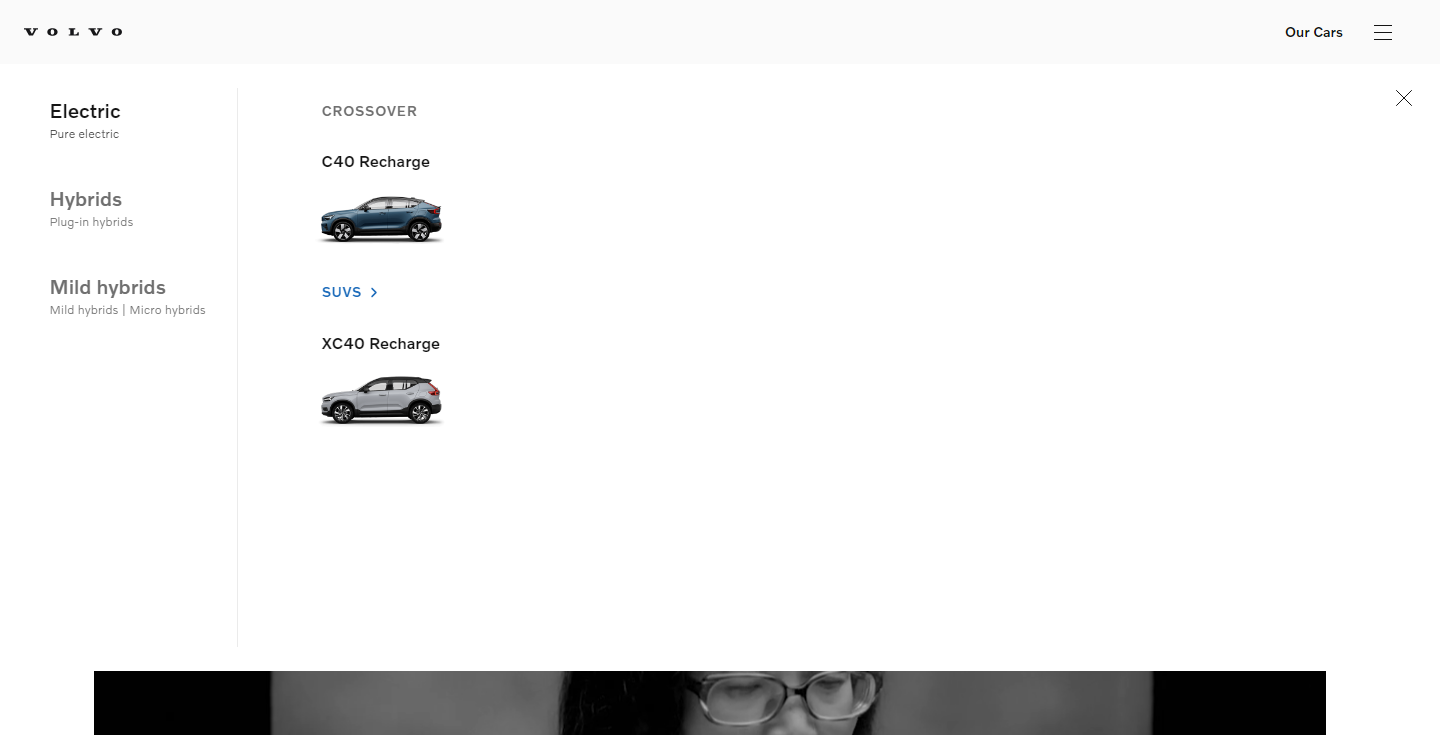 VOLVO
Our Cars
Electric
Pure electric
Hybrids
Plug-in hybrids
Mild hybrids
Mild hybrids | Micro hybrids
CROSSOVER
C40 Recharge
SUVS
XC40 Recharge